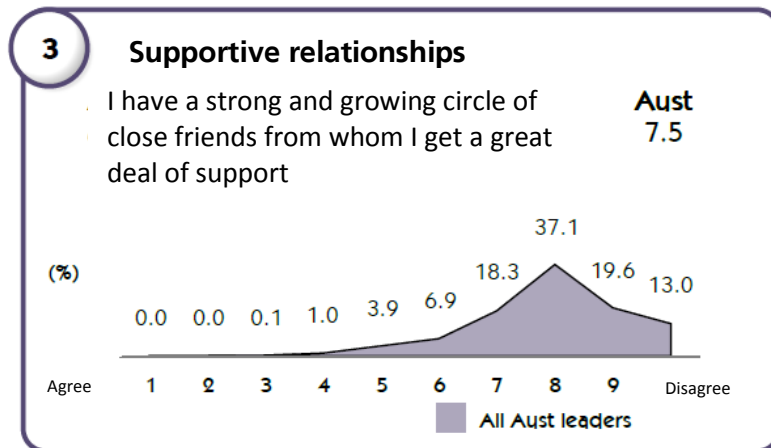 3 Supportive relationships
I have a strong and growing circle of
close friends from whom I get a great
deal of support
Aust
7.5
(%)
0.0 0.0 0.1 1.0 3.9 6.9 18.3 37.1 19.6 13.0
Agree 1 2 3 4 5 6 7 8 9 Disagree
All Aust leaders